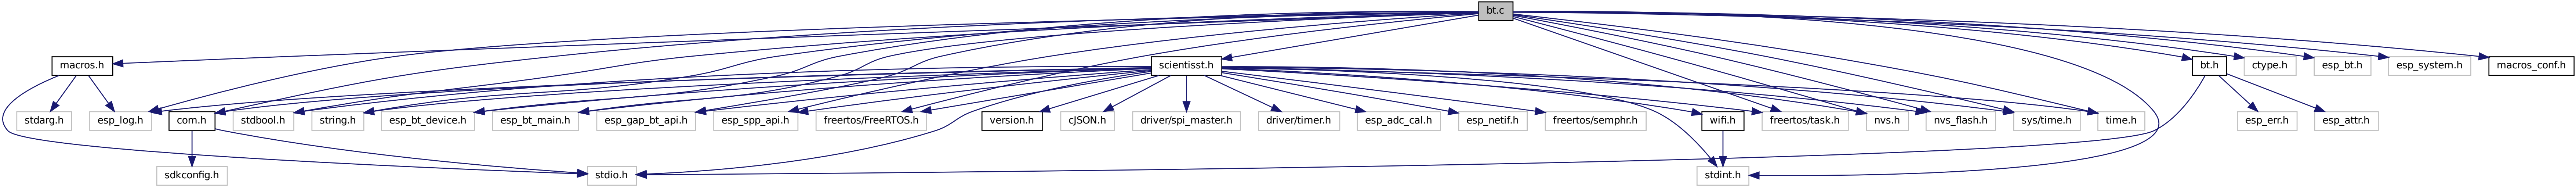 bt.c
macros.h
scientisst.h
bt.h
ctype.h
esp_bt.h
esp_system.h
macros_conf.h
stdarg.h
esp_log.h
com.h
stdbool.h
string.h
esp_bt_device.h
esp_bt_main.h
esp_gap_bt_api.h
esp_spp_api.h
freertos/FreeRTOS.h
version.h
cJSON.h
driver/spi_master.h
driver/timer.h
esp_adc_cal.h
esp_netif.h
freertos/semphr.h
wifi.h
freertos/task.h
nvs.h
nvs_flash.h
sys/time.h
time.h
esp_err.h
esp_attr.h
sdkconfig.h
stdio.h
stdint.h